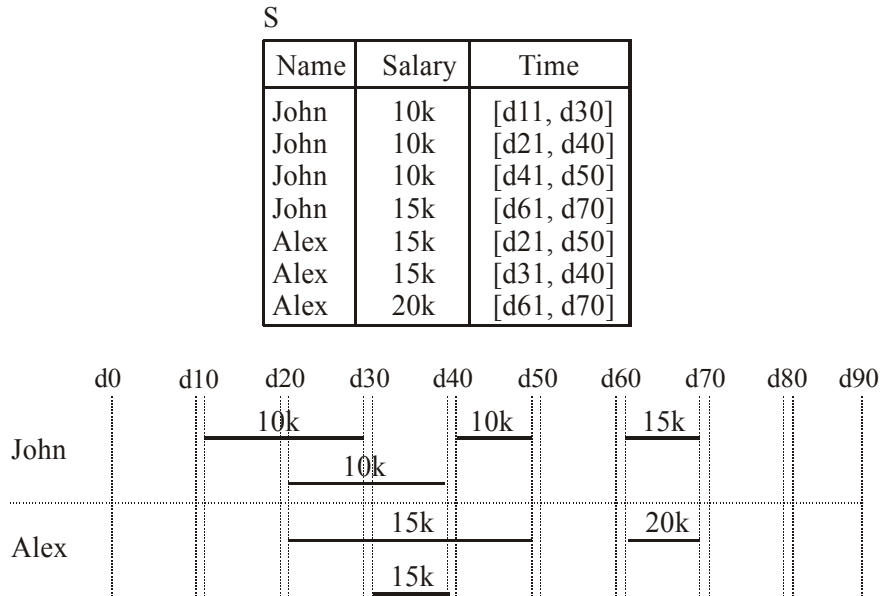 S
Name Salary Time
John 10k [d11, d30]
John 10k [d21, d40]
John 10k [d41, d50]
John 15k [d61, d70]
Alex 15k [d21, d50]
Alex 15k [d31, d40]
Alex 20k [d61, d70]
d0 d10 d20 d30 d40 d50 d60 d70 d80 d90
10k 10k 15k
John
10k
15k 20k
Alex
15k